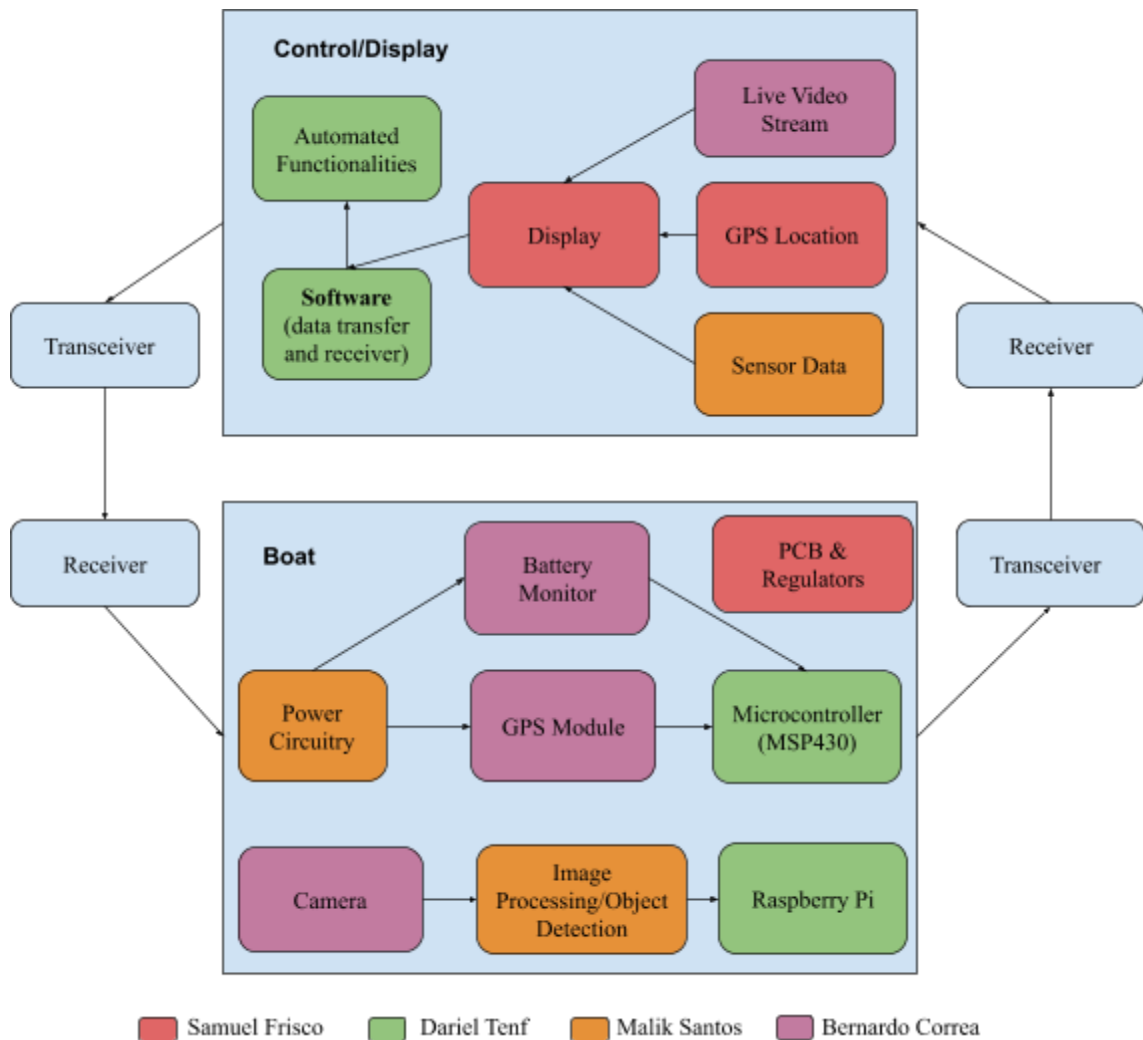 Control/Display
Live Video
Stream
Automated
Functionalities
Display
GPS Location
Software
(data transfer
and receiver)
Sensor Data
Transceiver
Receiver
Receiver
Transceiver
Boat
Battery
Monitor
PCB &
Regulators
Power
Circuitry
GPS Module
Microcontroller
(MSP430)
Camera
Image
Processing/Object
Detection
Raspberry Pi
Samuel Frisco
Dariel Tenf
Malik Santos
Bernardo Correa